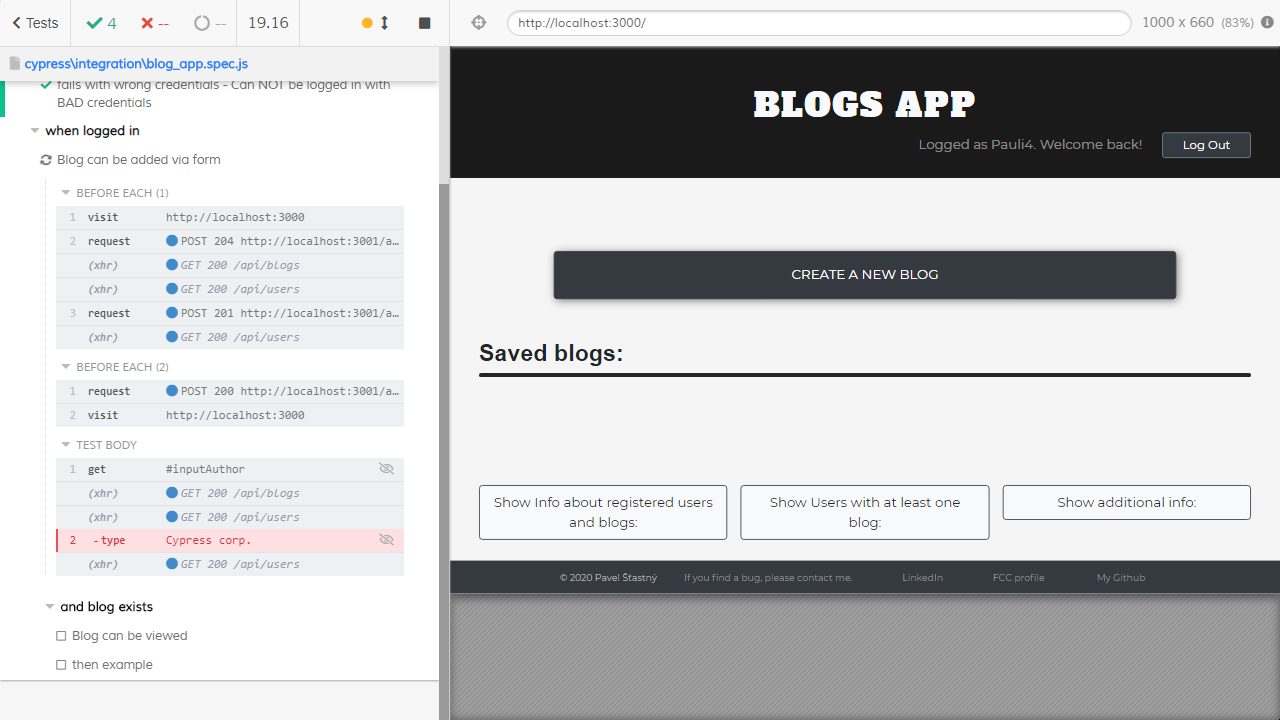 Tests
4
--
--
19.16
http://localhost:3000/
1000 x 660 (83%)
cypress\integration\blog_app.spec.js
fails with wrong credentials - Can NOT be logged in with
BAD credentials
when logged in
Blog can be added via form
BEFORE EACH (1)
1 visit http://localhost:3000
2 request POST 204 http://localhost:3001/a…
(xhr) GET 200 /api/blogs
(xhr) GET 200 /api/users
3 request POST 201 http://localhost:3001/a…
(xhr) GET 200 /api/users
BEFORE EACH (2)
1 request POST 200 http://localhost:3001/a…
2 visit http://localhost:3000
TEST BODY
1 get #inputAuthor
(xhr) GET 200 /api/blogs
(xhr) GET 200 /api/users
2 -type Cypress corp.
(xhr) GET 200 /api/users
and blog exists
Blog can be viewed
then example
BLOGS APP
Logged as Pauli4. Welcome back!
Log Out
CREATE A NEW BLOG
Saved blogs:
Show Info about registered users
and blogs:
Show Users with at least one
blog:
Show additional info:
© 2020 Pavel Šťastný
If you find a bug, please contact me.
LinkedIn
FCC profile
My Github